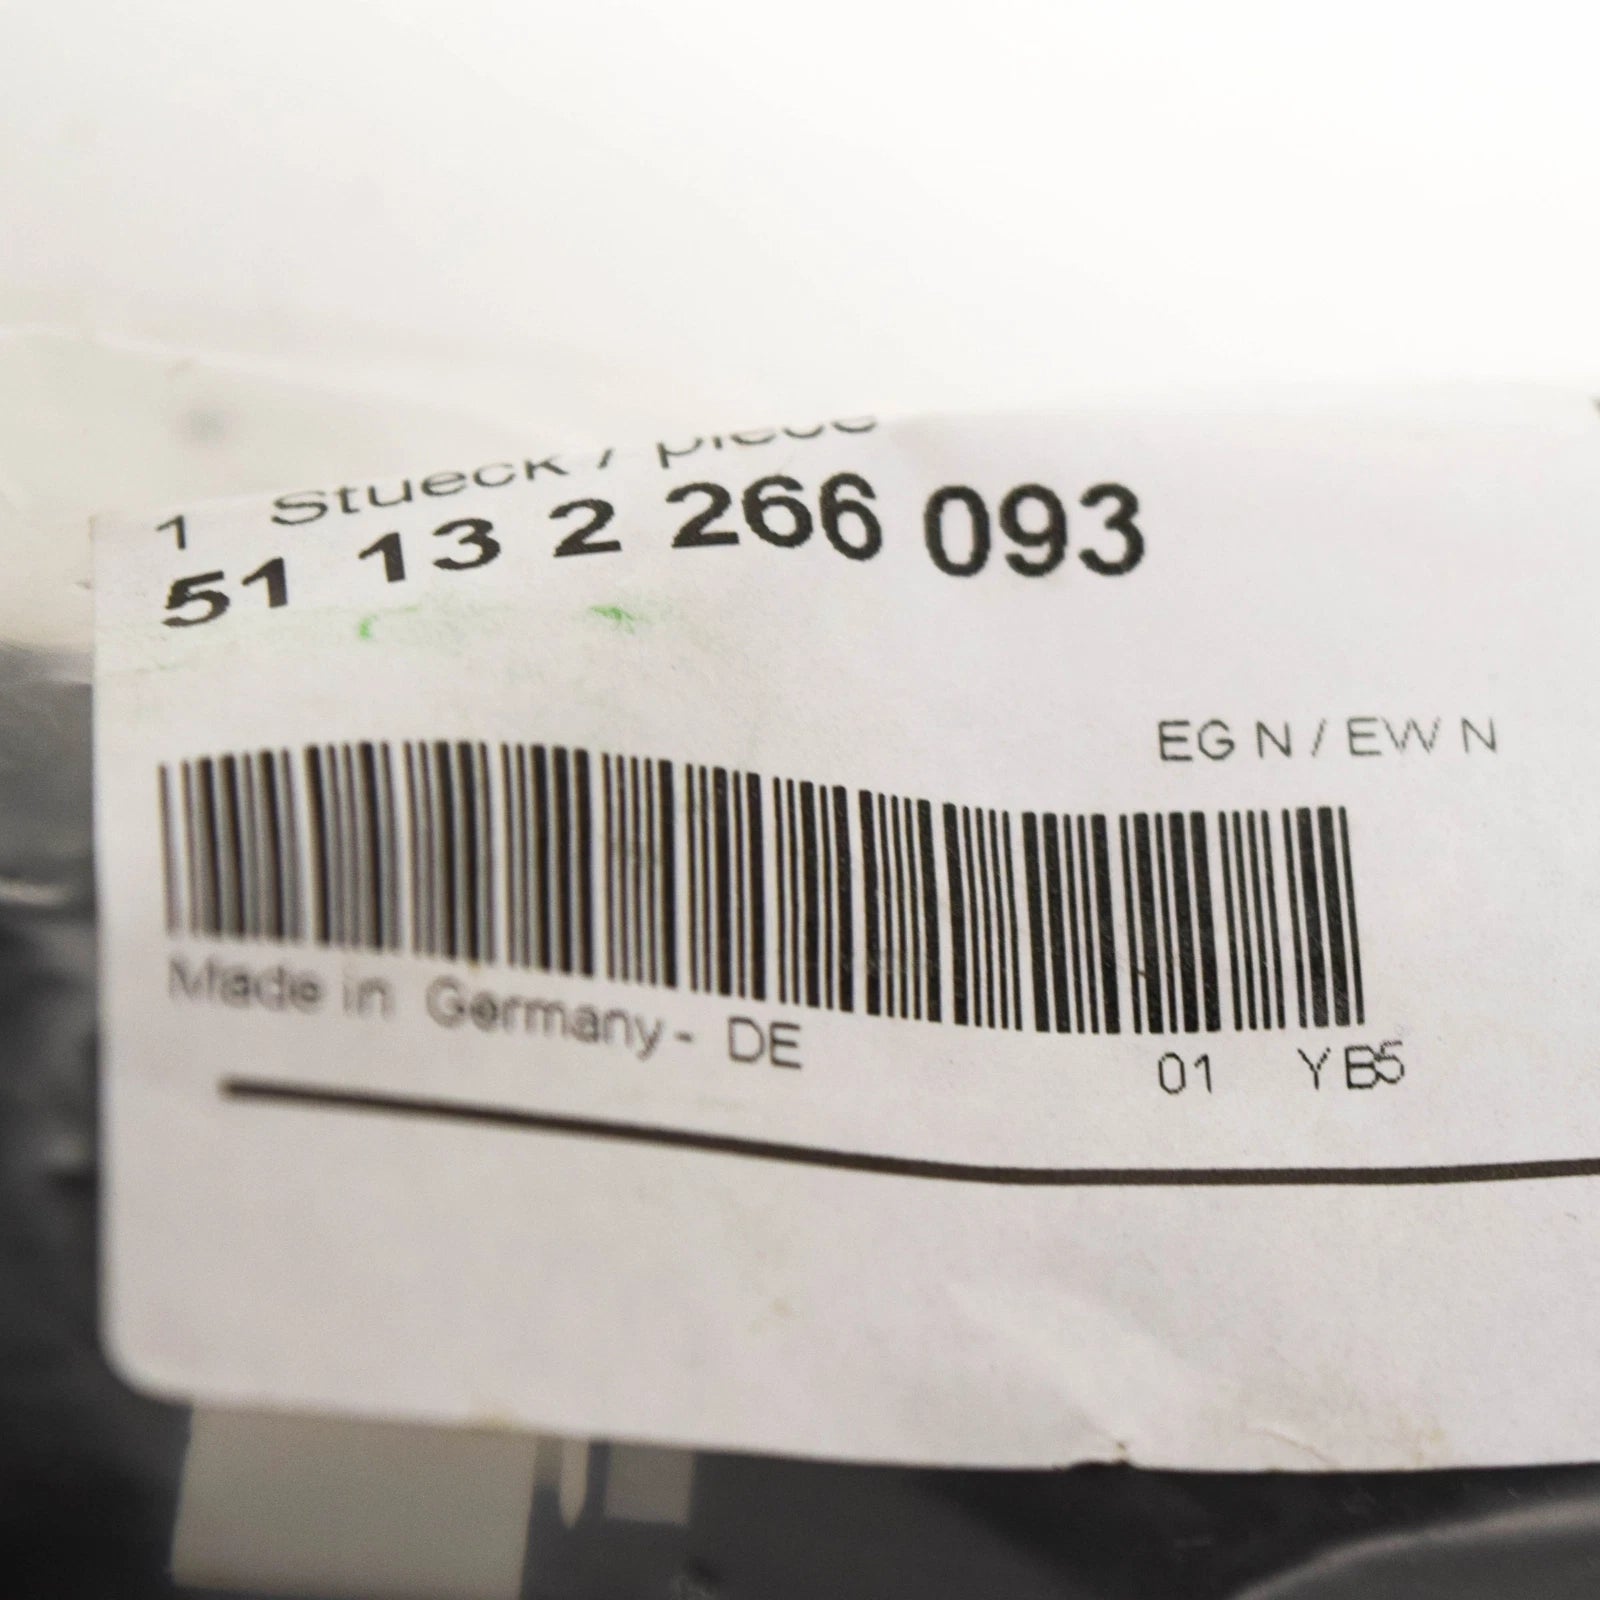 1 Stueck / piece
51 13 2 266 093
EG N / EW N
Made in Germany - DE
01 YB5